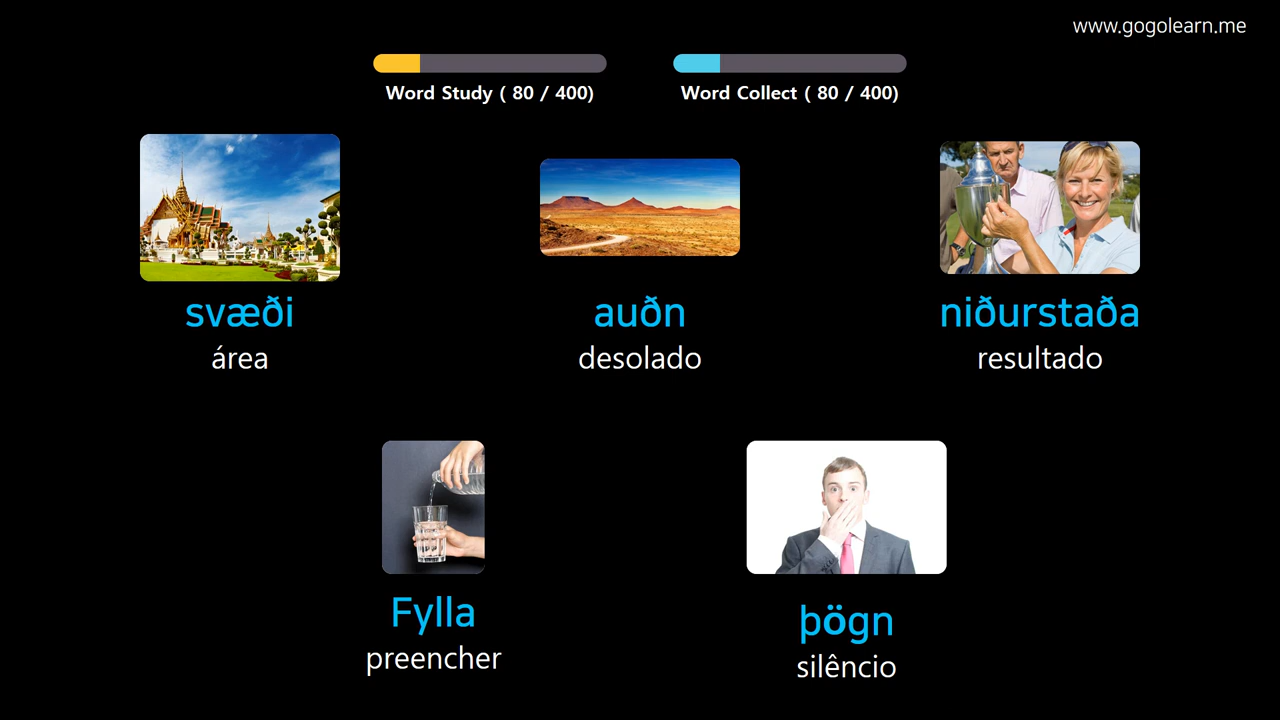 www.gogolearn.me
Word Study ( 80 / 400)
Word Collect ( 80 / 400)
svæði
área
auðn
desolado
niðurstaða
resultado
Fylla
preencher
þögn
silêncio